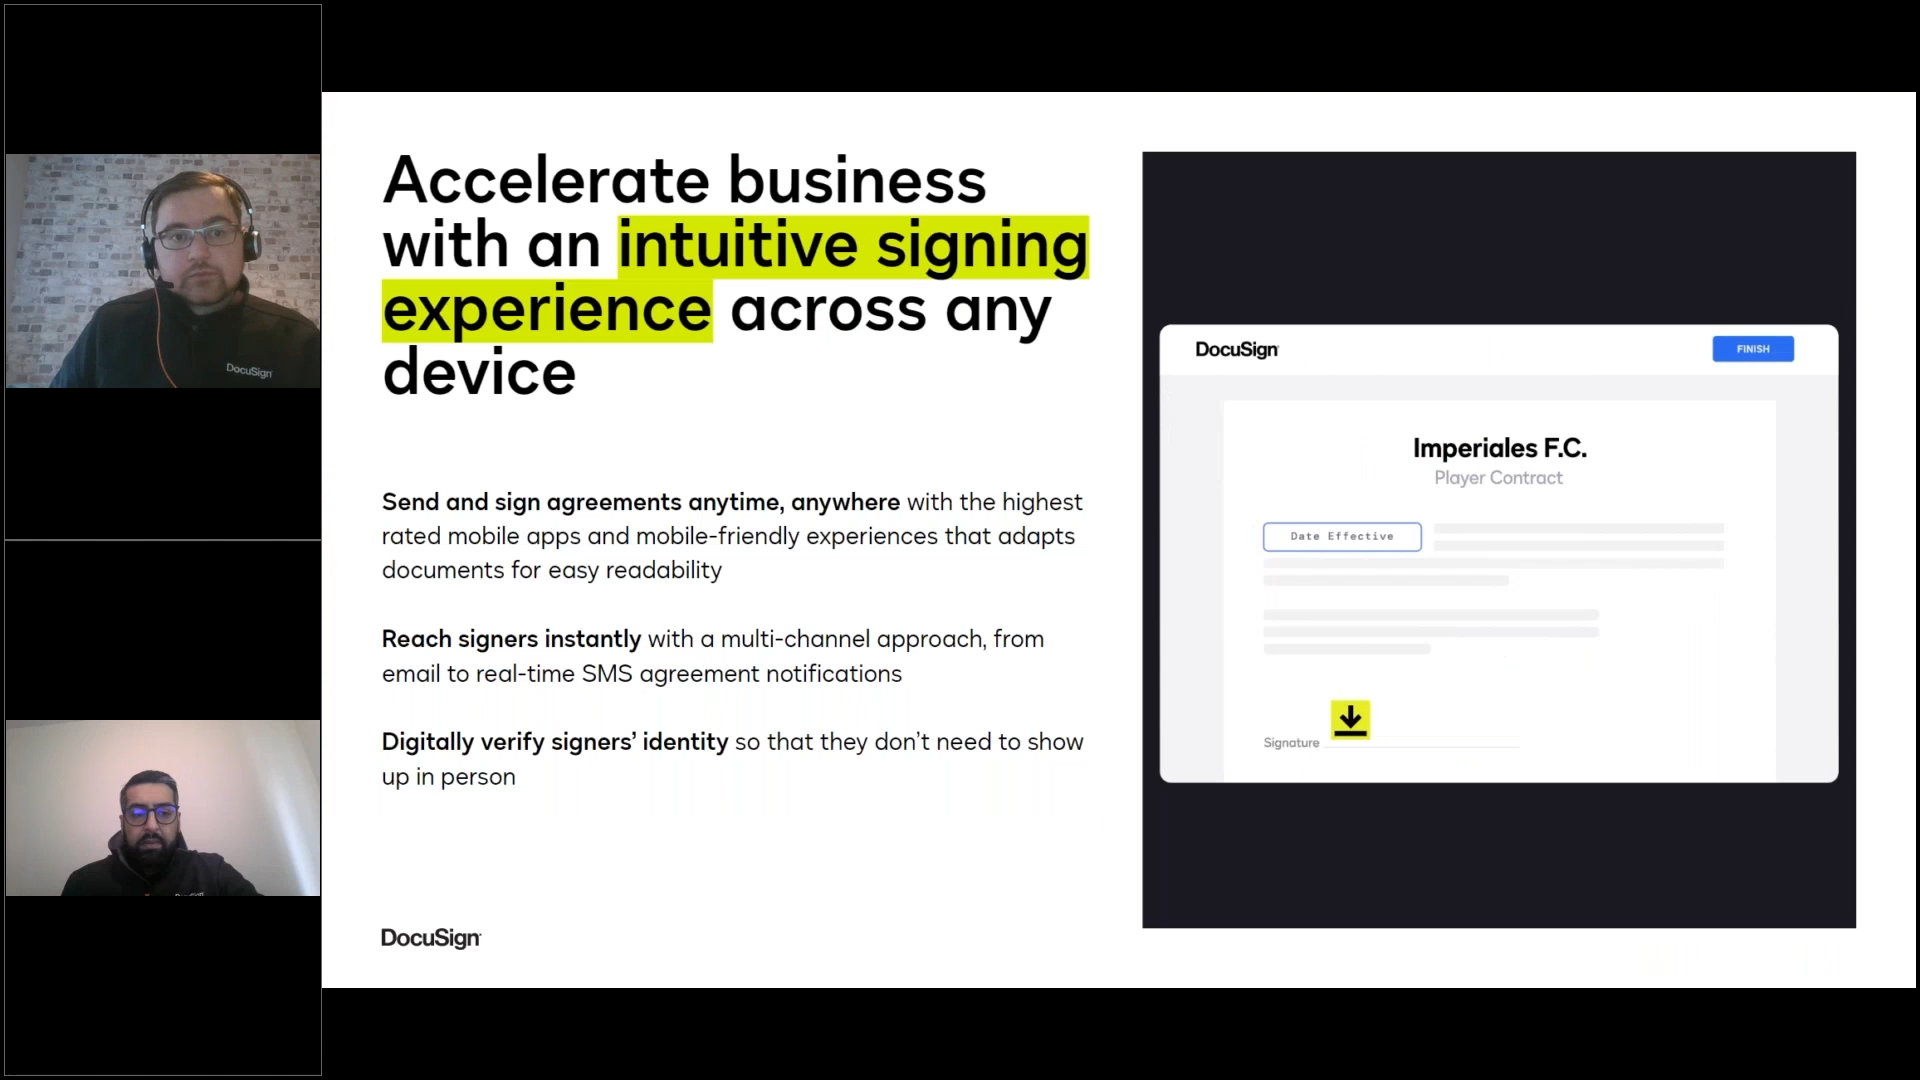 DocuSign
Accelerate business
with an intuitive signing
experience across any
device
Send and sign agreements anytime, anywhere with the highest
rated mobile apps and mobile-friendly experiences that adapts
documents for easy readability
Reach signers instantly with a multi-channel approach, from
email to real-time SMS agreement notifications
Digitally verify signers’ identity so that they don’t need to show
up in person
DocuSign
DocuSign
FINISH
Imperiales F.C.
Player Contract
Date Effective
Signature